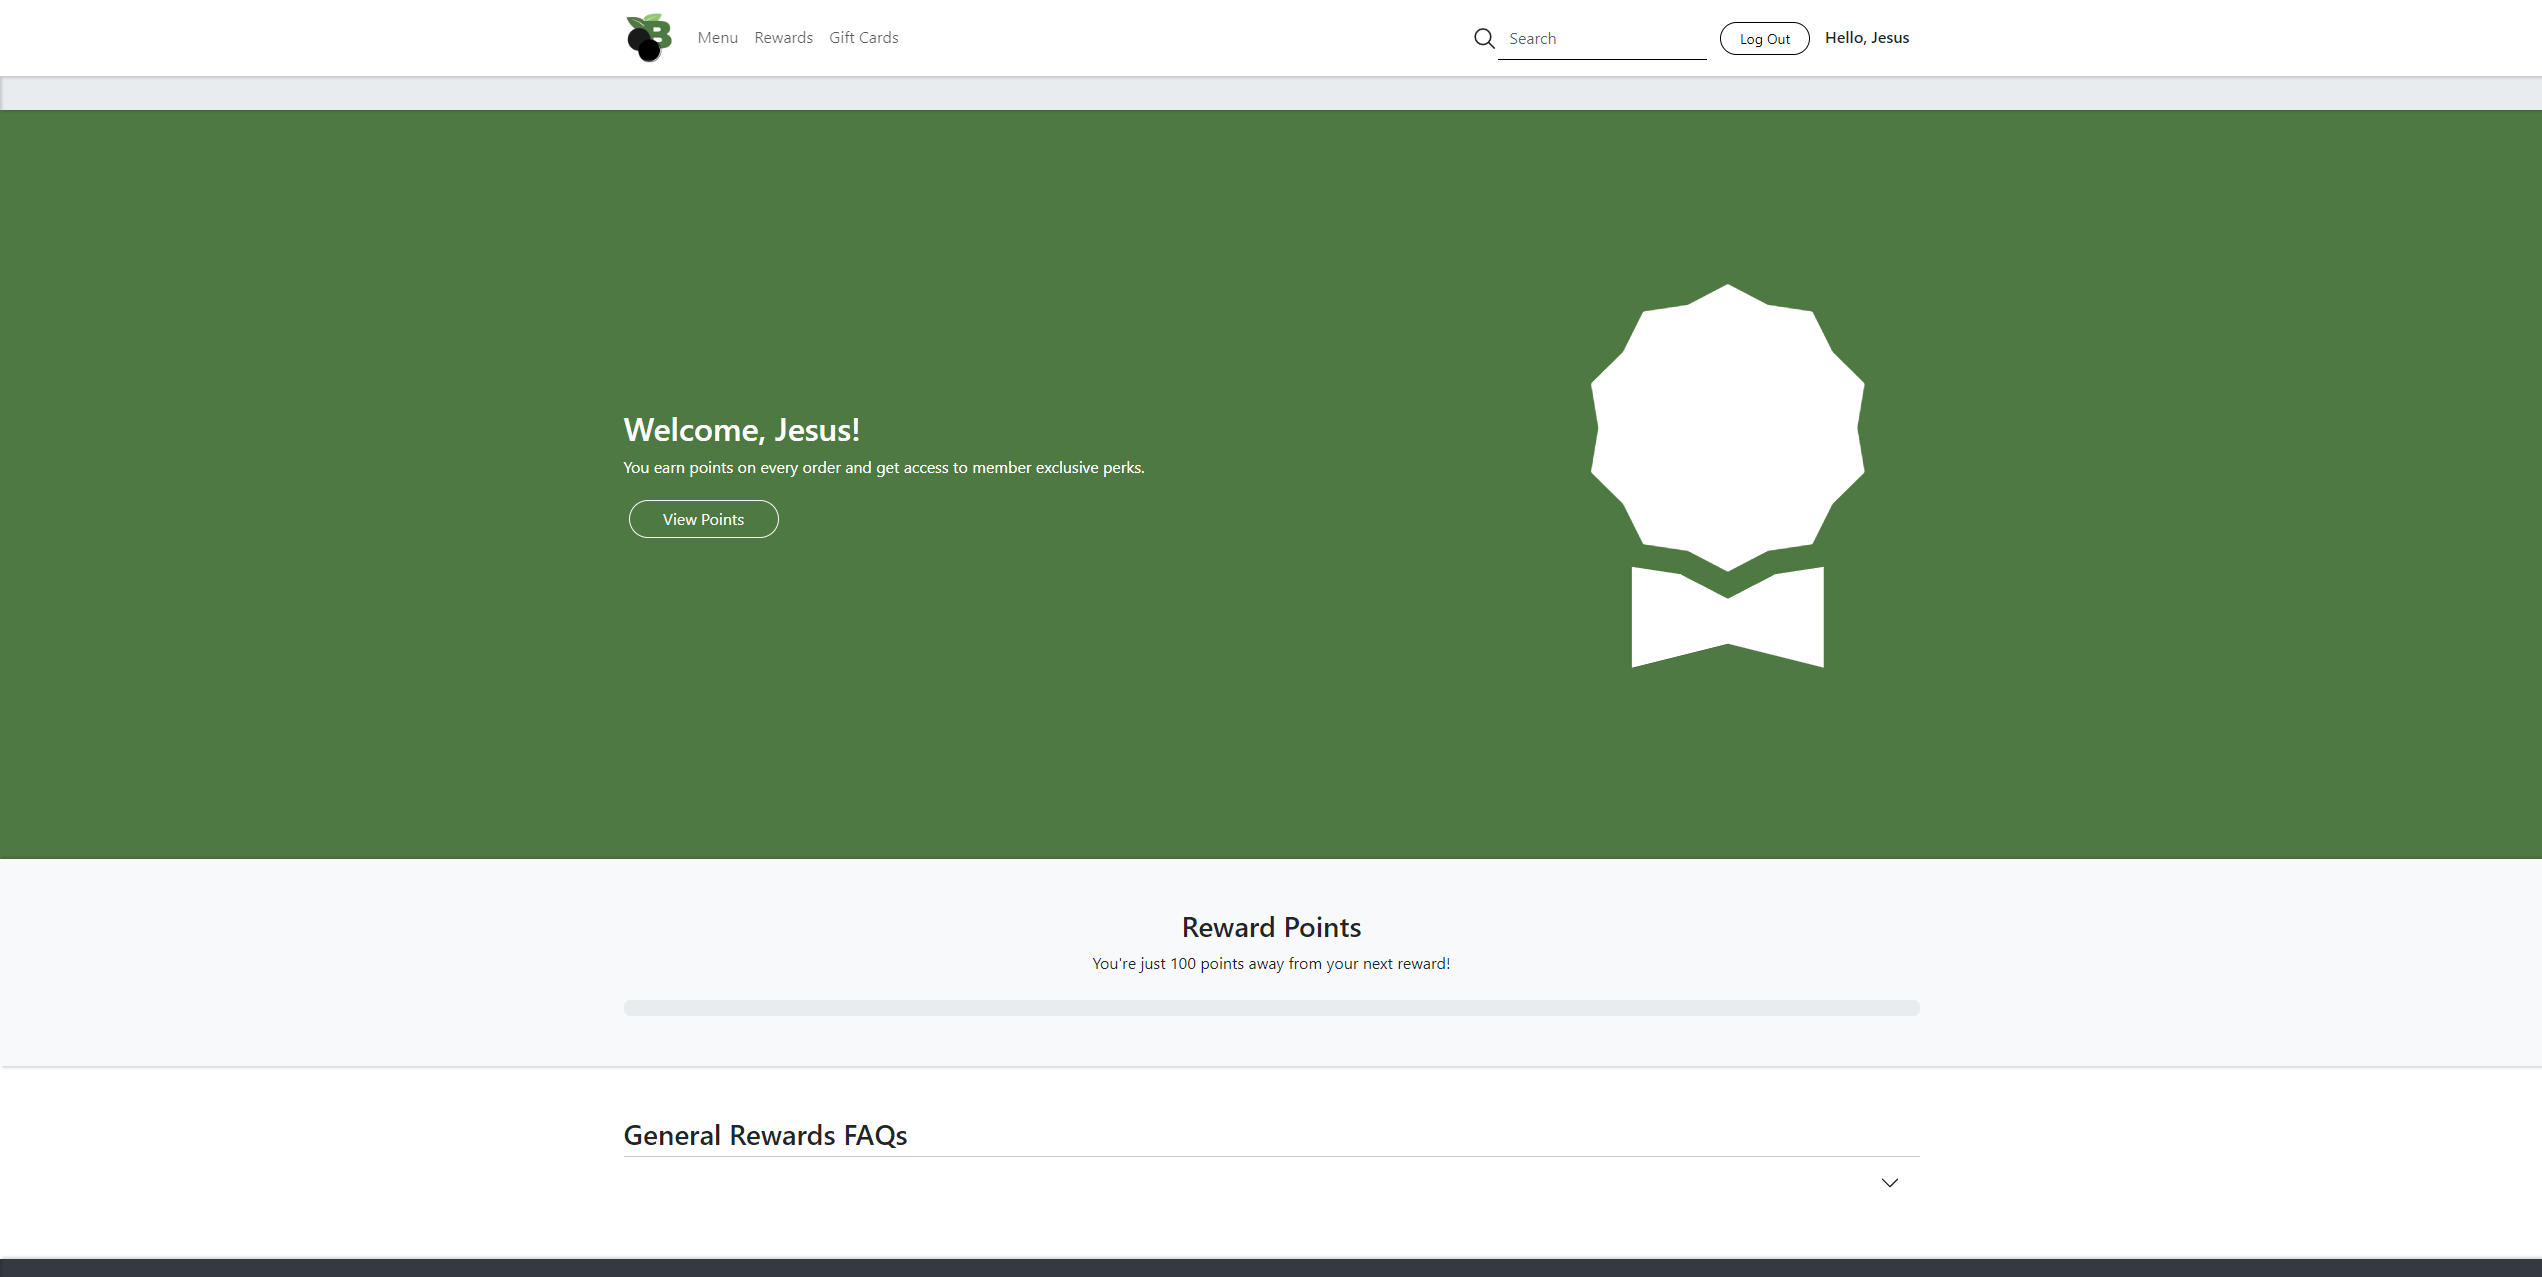 B
Menu Rewards Gift Cards Search Log Out Hello, Jesus
Welcome, Jesus!
You earn points on every order and get access to member exclusive perks.
View Points
Reward Points
You're just 100 points away from your next reward!
General Rewards FAQs